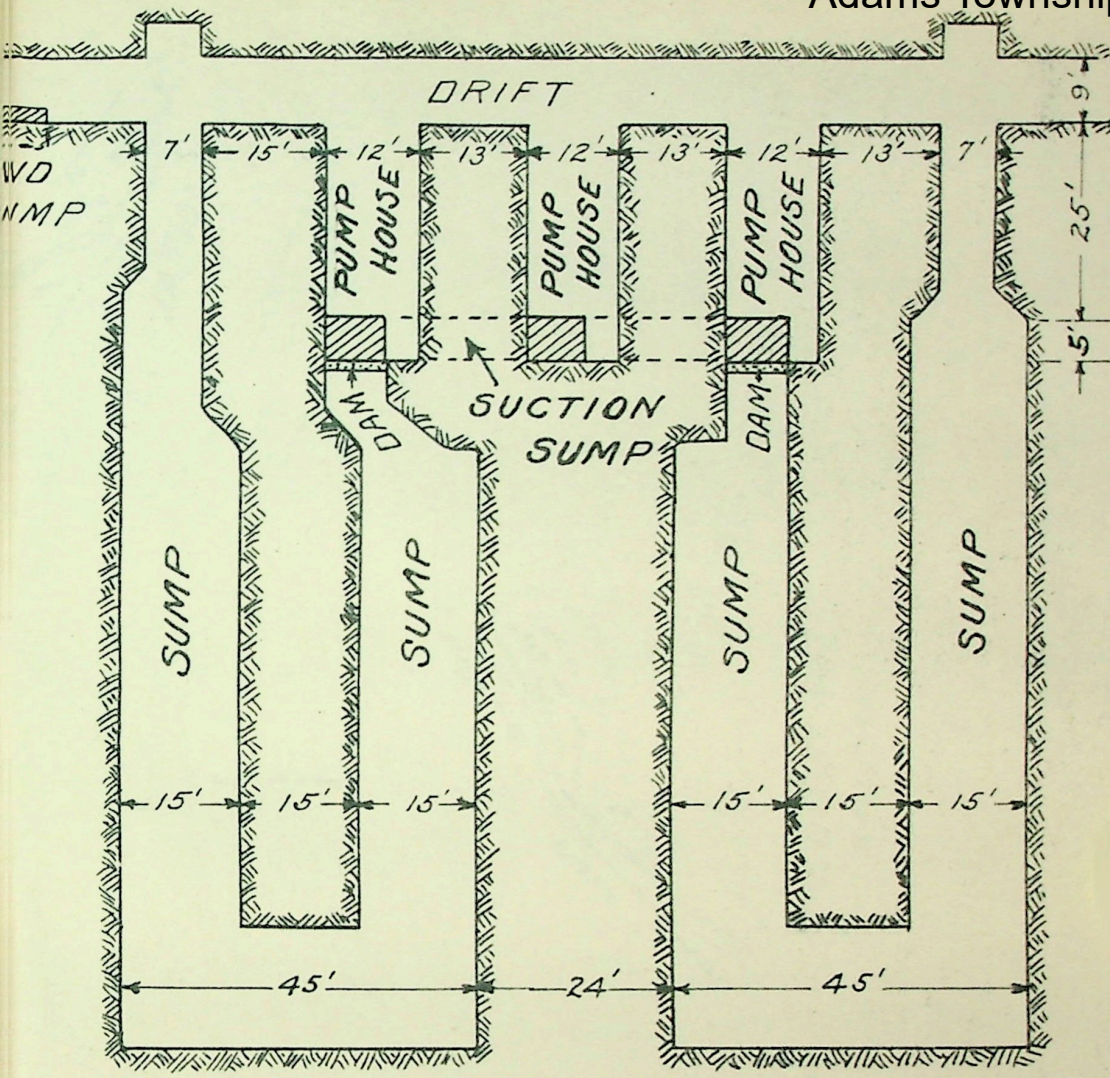 Adams Township
DRIFT
9'
7'
15'
12'
13'
12'
13'
12'
13'
7'
WD
MP
PUMP
HOUSE
PUMP
HOUSE
PUMP
HOUSE
25'
5'
DAM
SUCTION
SUMP
DAM
SUMP
SUMP
SUMP
SUMP
15'
15'
15'
15'
15'
15'
45'
24'
45'